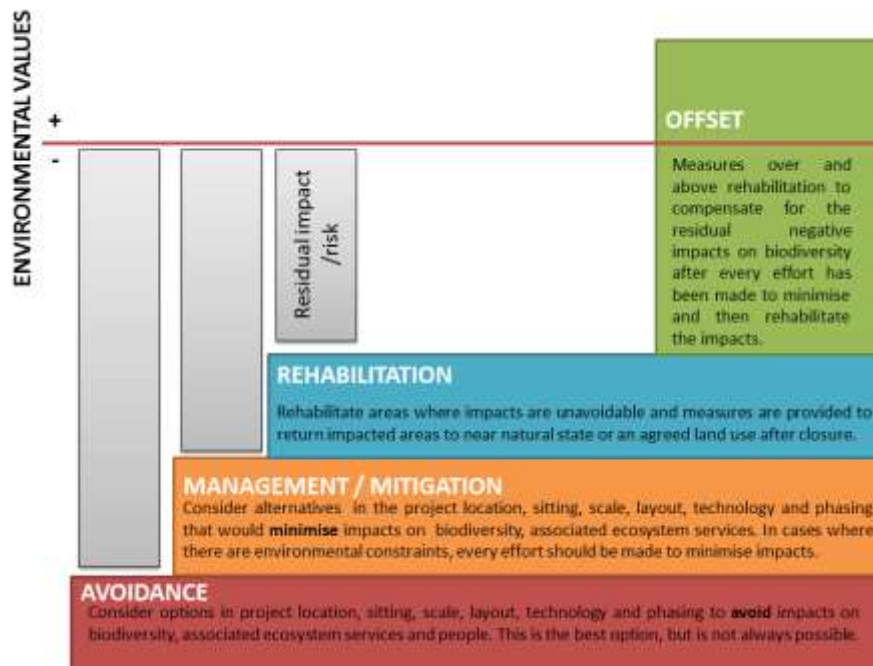 ENVIRONMENTAL VALUES
+
-
OFFSET
Measures over and
above rehabilitation to
compensate for the
residual negative
impacts on biodiversity
after every effort has
been made to minimise
and then rehabilitate
the impacts.
Residual impact
/risk
REHABILITATION
Rehabilitate areas where impacts are unavoidable and measures are provided to
return impacted areas to near natural state or an agreed land use after closure.
MANAGEMENT / MITIGATION
Consider alternatives in the project location, sitting, scale, layout, technology and phasing
that would minimise impacts on biodiversity, associated ecosystem services. In cases where
there are environmental constraints, every effort should be made to minimise impacts.
AVOIDANCE
Consider options in project location, sitting, scale, layout, technology and phasing to avoid impacts on
biodiversity, associated ecosystem services and people. This is the best option, but is not always possible.